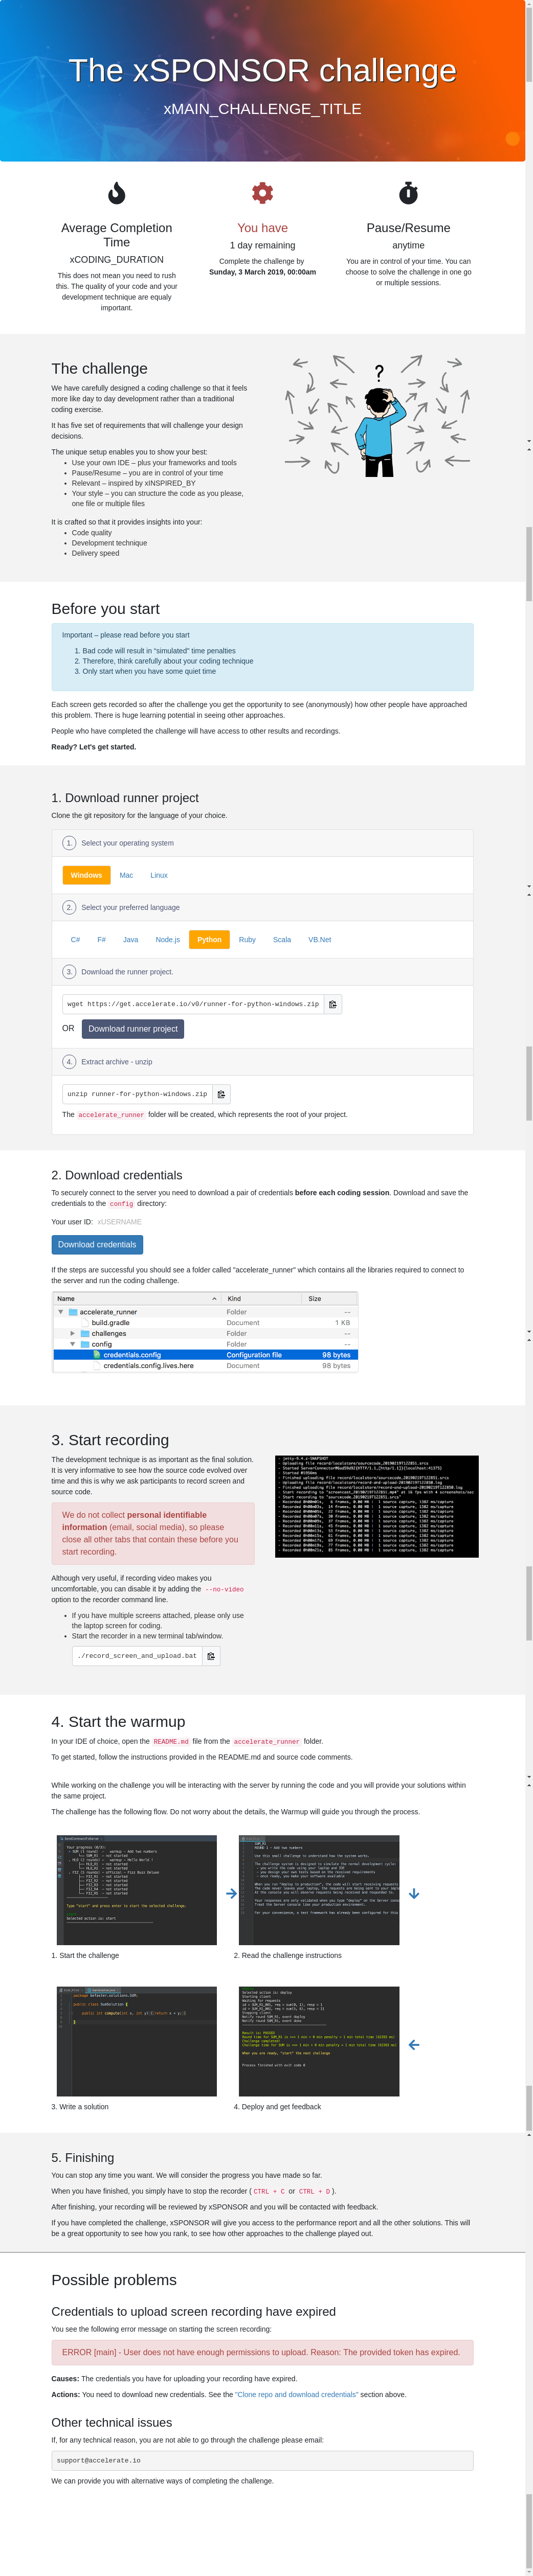 The xSPONSOR challenge
xMAIN_CHALLENGE_TITLE
Average Completion
Time
xCODING_DURATION
This does not mean you need to rush
this. The quality of your code and your
development technique are equaly
important.
You have
1 day remaining
Complete the challenge by
Sunday, 3 March 2019, 00:00am
Pause/Resume
anytime
You are in control of your time. You can
choose to solve the challenge in one go
or multiple sessions.
The challenge
We have carefully designed a coding challenge so that it feels
more like day to day development rather than a traditional
coding exercise.
It has five set of requirements that will challenge your design
decisions.
The unique setup enables you to show your best:
• Use your own IDE – plus your frameworks and tools
• Pause/Resume – you are in control of your time
• Relevant – inspired by xINSPIRED_BY
• Your style – you can structure the code as you please,
one file or multiple files
It is crafted so that it provides insights into your:
• Code quality
• Development technique
• Delivery speed
?
Before you start
Important – please read before you start
1. Bad code will result in "simulated" time penalties
2. Therefore, think carefully about your coding technique
3. Only start when you have some quiet time
Each screen gets recorded so after the challenge you get the opportunity to see (anonymously) how other people have approached
this problem. There is huge learning potential in seeing other approaches.
People who have completed the challenge will have access to other results and recordings.
Ready? Let's get started.
1. Download runner project
Clone the git repository for the language of your choice.
1. Select your operating system
Windows Mac Linux
2. Select your preferred language
C# F# Java Node.js Python Ruby Scala VB.Net
3. Download the runner project.
wget https://get.accelerate.io/v0/runner-for-python-windows.zip
OR Download runner project
4. Extract archive - unzip
unzip runner-for-python-windows.zip
The accelerate_runner folder will be created, which represents the root of your project.
2. Download credentials
To securely connect to the server you need to download a pair of credentials before each coding session. Download and save the
credentials to the config directory:
Your user ID: xUSERNAME
Download credentials
If the steps are successful you should see a folder called "accelerate_runner" which contains all the libraries required to connect to
the server and run the coding challenge.
Name Kind Size
accelerate_runner Folder --
build.gradle Document 1 KB
challenges Folder --
config Folder --
credentials.config Configuration file 98 bytes
credentials.config.lives.here Document 98 bytes
3. Start recording
The development technique is as important as the final solution.
It is very informative to see how the source code evolved over
time and this is why we ask participants to record screen and
source code.
We do not collect personal identifiable
information (email, social media), so please
close all other tabs that contain these before you
start recording.
Although very useful, if recording video makes you
uncomfortable, you can disable it by adding the --no-video
option to the recorder command line.
• If you have multiple screens attached, please only use
the laptop screen for coding.
• Start the recorder in a new terminal tab/window.
./record_screen_and_upload.bat
4. Start the warmup
In your IDE of choice, open the README.md file from the accelerate_runner folder.
To get started, follow the instructions provided in the README.md and source code comments.
While working on the challenge you will be interacting with the server by running the code and you will provide your solutions within
the same project.
The challenge has the following flow. Do not worry about the details, the Warmup will guide you through the process.
1. Start the challenge
2. Read the challenge instructions
3. Write a solution
4. Deploy and get feedback
5. Finishing
You can stop any time you want. We will consider the progress you have made so far.
When you have finished, you simply have to stop the recorder ( CTRL + C or CTRL + D ).
After finishing, your recording will be reviewed by xSPONSOR and you will be contacted with feedback.
If you have completed the challenge, xSPONSOR will give you access to the performance report and all the other solutions. This will
be a great opportunity to see how you rank, to see how other approaches to the challenge played out.
Possible problems
Credentials to upload screen recording have expired
You see the following error message on starting the screen recording:
ERROR [main] - User does not have enough permissions to upload. Reason: The provided token has expired.
Causes: The credentials you have for uploading your recording have expired.
Actions: You need to download new credentials. See the "Clone repo and download credentials" section above.
Other technical issues
If, for any technical reason, you are not able to go through the challenge please email:
support@accelerate.io
We can provide you with alternative ways of completing the challenge.